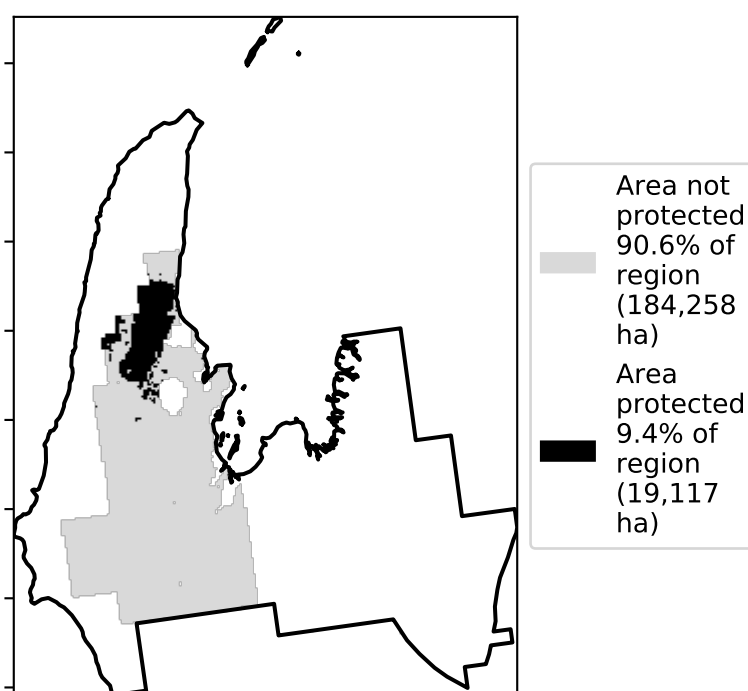 Area not
protected
90.6% of
region
(184,258
ha)
Area
protected
9.4% of
region
(19,117
ha)